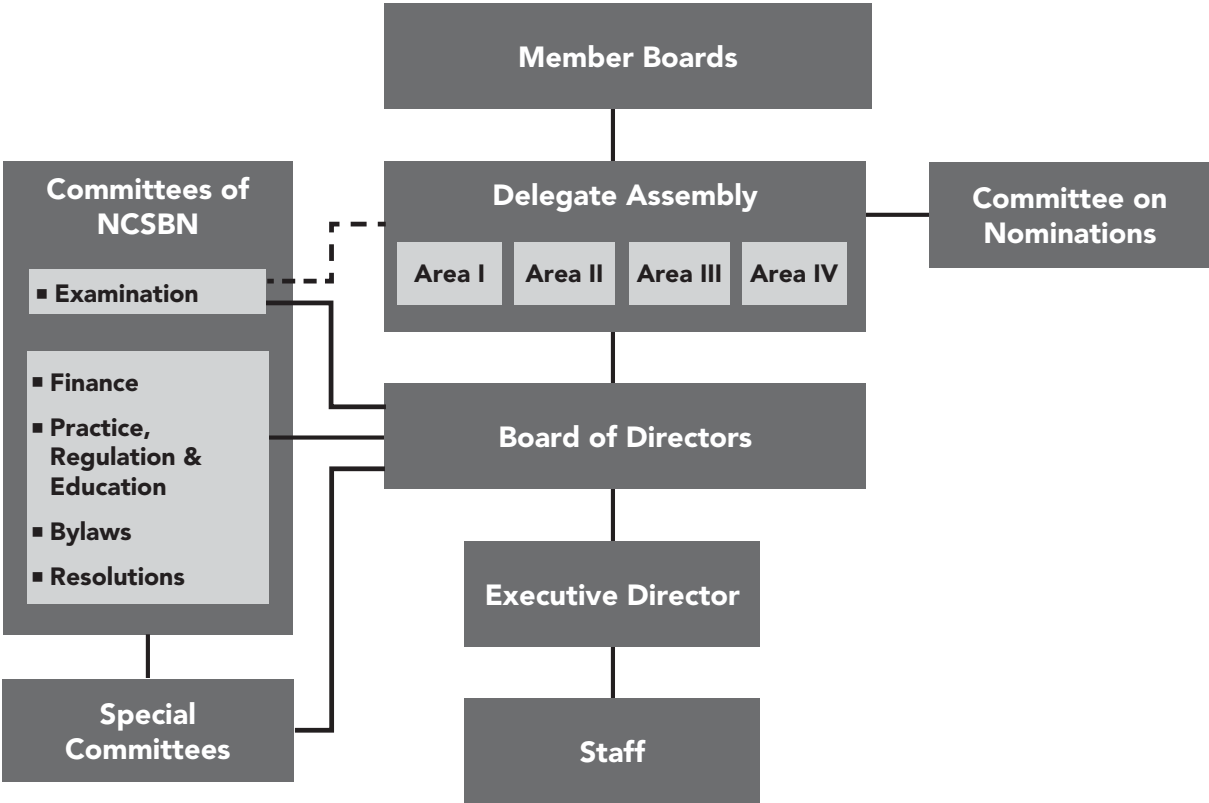 Member Boards
Committees of
NCSBN
■ Examination
■ Finance
■ Practice,
Regulation &
Education
■ Bylaws
■ Resolutions
Special
Committees
Delegate Assembly
Area I
Area II
Area III
Area IV
Committee on
Nominations
Board of Directors
Executive Director
Staff